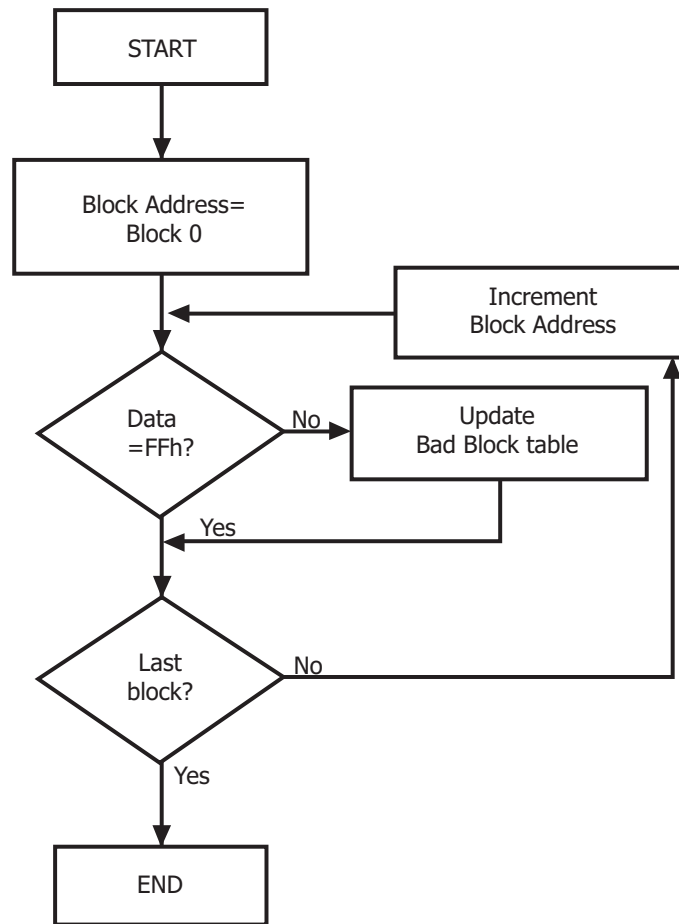 START
Block Address=
Block 0
Increment
Block Address
Data
=FFh?
No
Update
Bad Block table
Yes
Last
block?
No
Yes
END